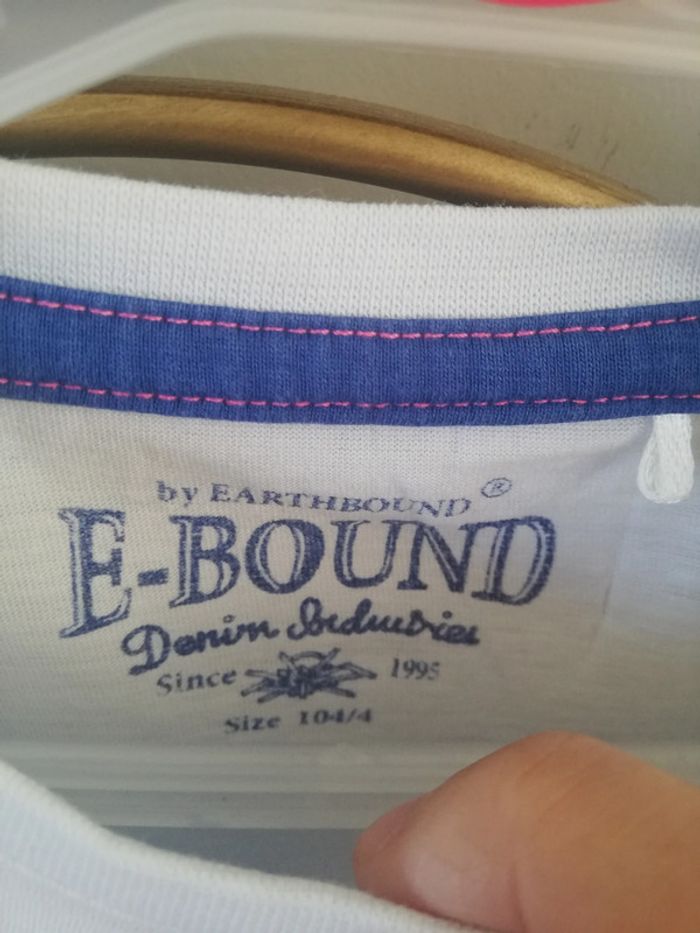 by EARTHBOUND ®
E-BOUND
Denim Industries
Since 1995
Size 104/4